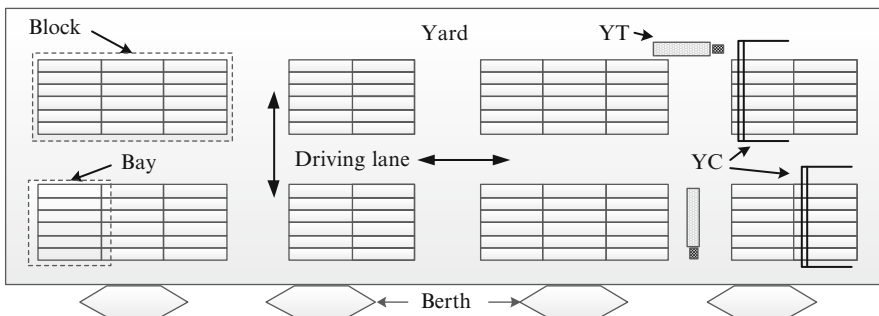 Block
Yard
YT
Bay
Driving lane
YC
Berth